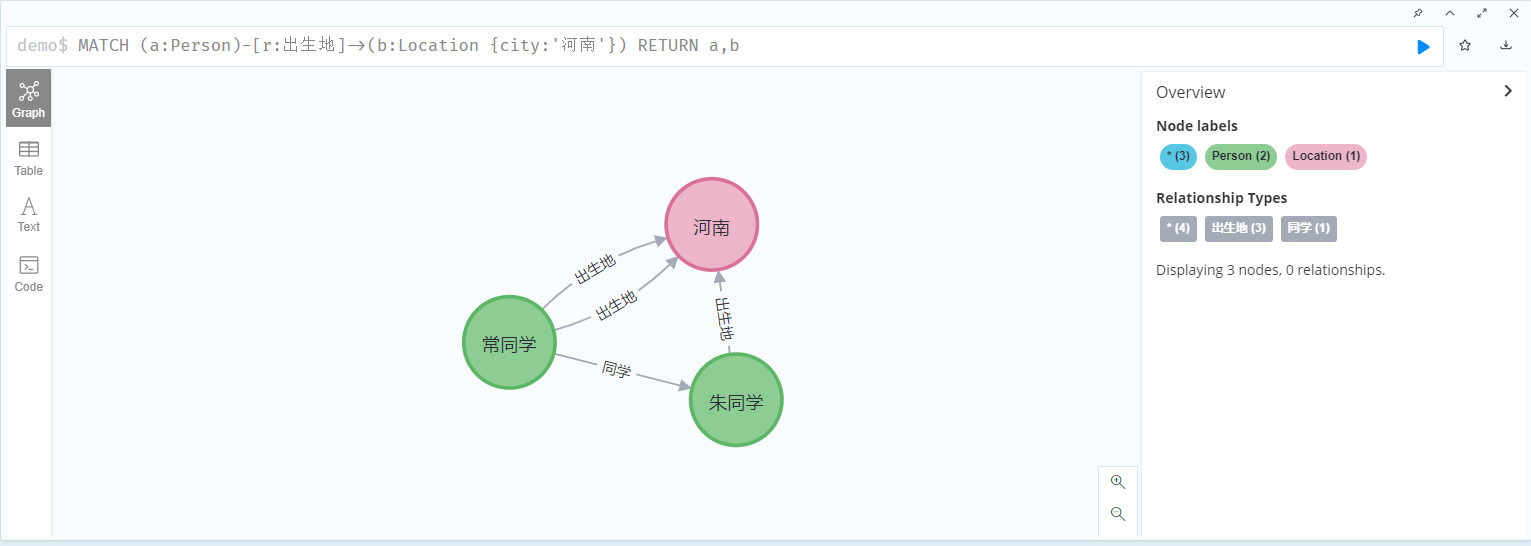 demo$ MATCH (a:Person)-[r:出生地]->(b:Location {city:'河南'}) RETURN a,b
Graph
Table
Text
Code
河南
出生地
出生地
出生地
常同学
同学
朱同学
Overview
Node labels
* (3) Person (2) Location (1)
Relationship Types
* (4) 出生地 (3) 同学 (1)
Displaying 3 nodes, 0 relationships.